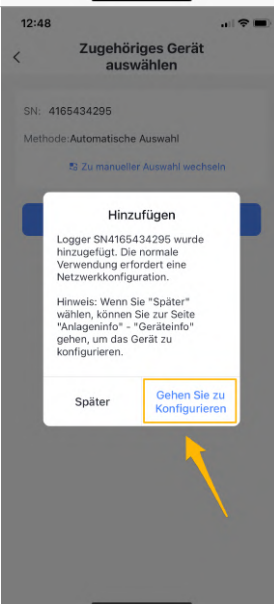 12:48
Zugehöriges Gerät
auswählen
SN: 4165434295
Methode:Automatische Auswahl
Zu manueller Auswahl wechseln
Hinzufügen
Logger SN4165434295 wurde
hinzugefügt. Die normale
Verwendung erfordert eine
Netzwerkkonfiguration.
Hinweis: Wenn Sie "Später"
wählen, können Sie zur Seite
"Anlageninfo" - "Geräteinfo"
gehen, um das Gerät zu
konfigurieren.
Später
Gehen Sie zu
Konfigurieren